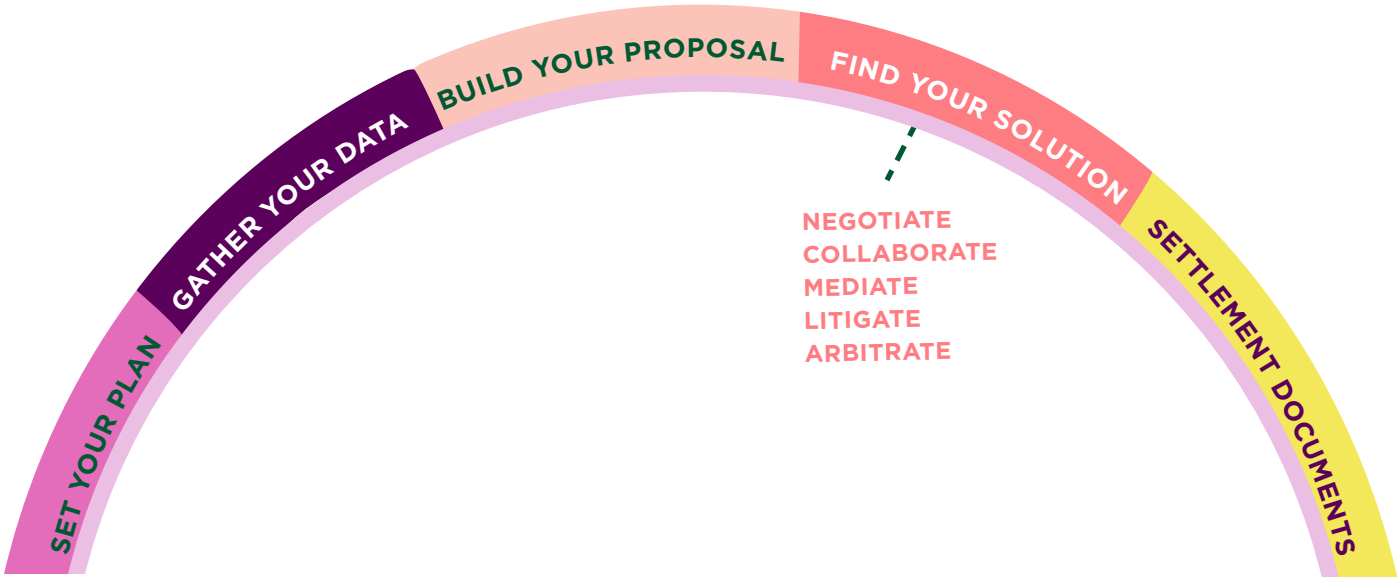 SET YOUR PLAN
GATHER YOUR DATA
BUILD YOUR PROPOSAL
FIND YOUR SOLUTION
NEGOTIATE
COLLABORATE
MEDIATE
LITIGATE
ARBITRATE
SETTLEMENT DOCUMENTS